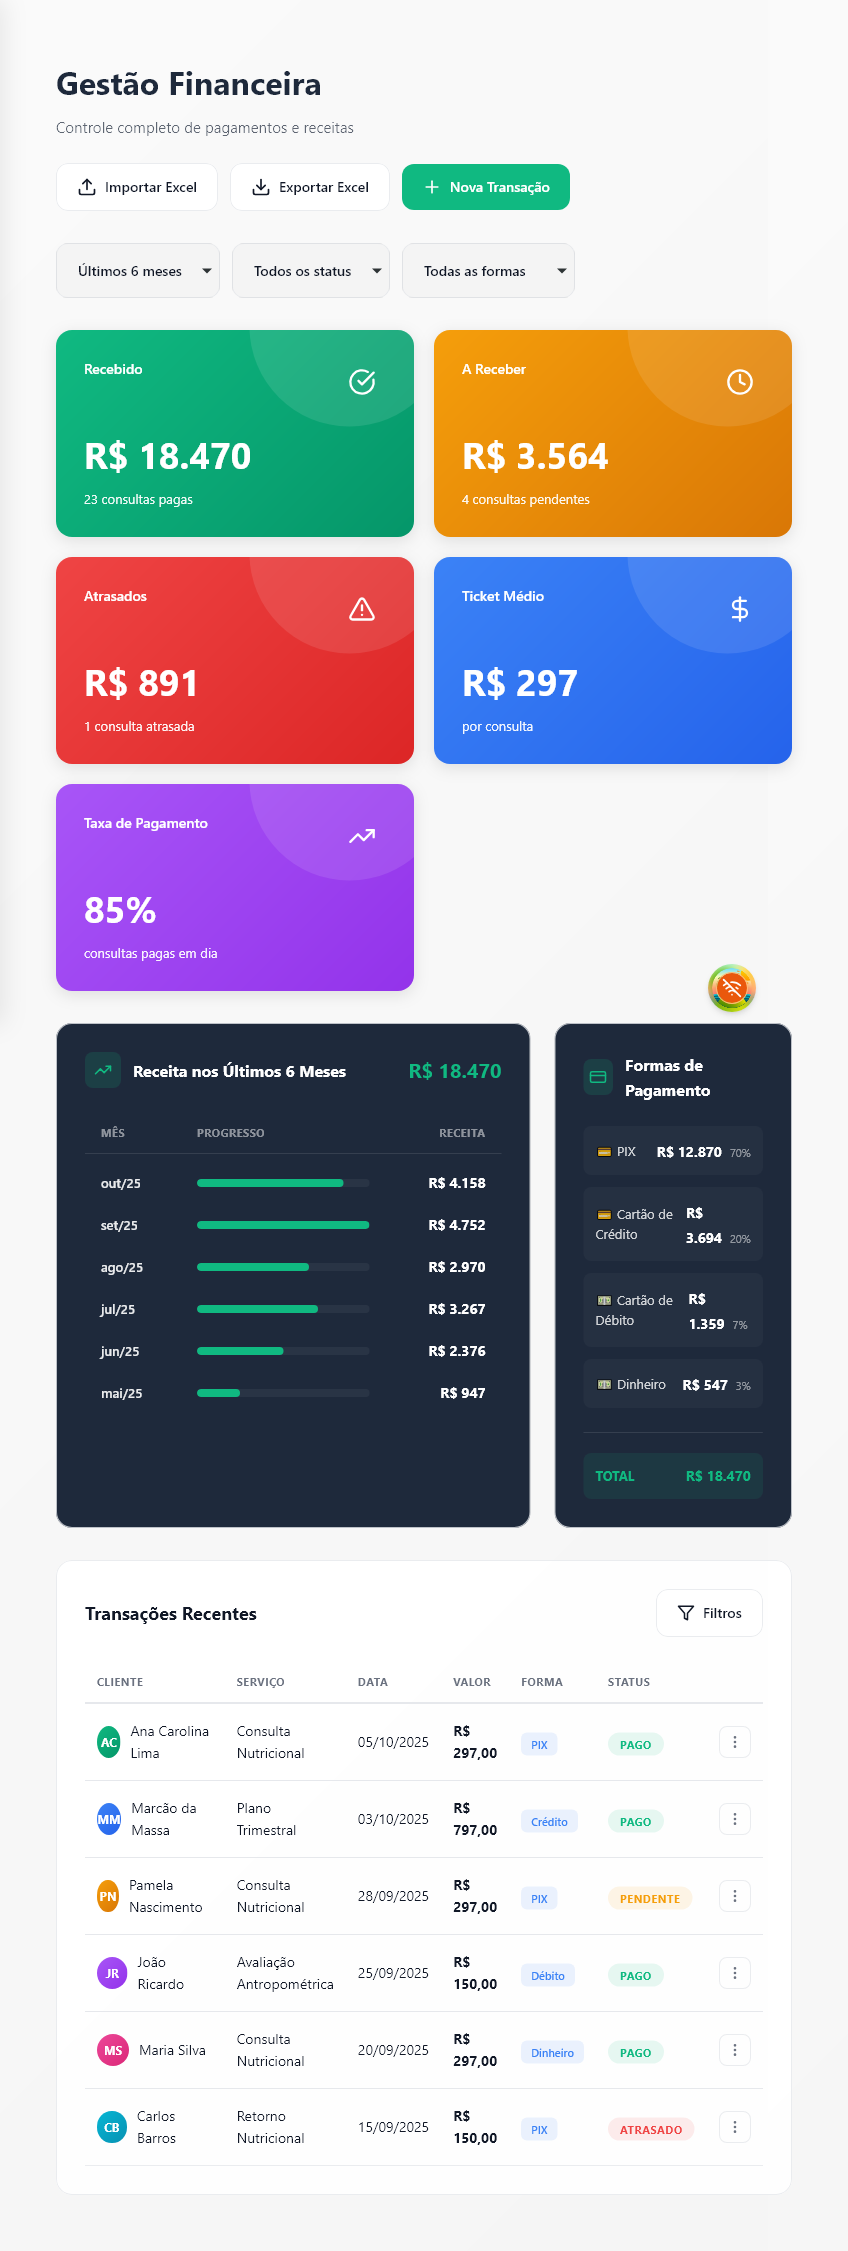 Gestão Financeira
Controle completo de pagamentos e receitas
Importar Excel
Exportar Excel
Nova Transação
Últimos 6 meses
Todos os status
Todas as formas
Recebido
R$ 18.470
23 consultas pagas
A Receber
R$ 3.564
4 consultas pendentes
Atrasados
R$ 891
1 consulta atrasada
Ticket Médio
R$ 297
por consulta
Taxa de Pagamento
85%
consultas pagas em dia
Receita nos Últimos 6 Meses
R$ 18.470
MÊS PROGRESSO RECEITA
out/25 R$ 4.158
set/25 R$ 4.752
ago/25 R$ 2.970
jul/25 R$ 3.267
jun/25 R$ 2.376
mai/25 R$ 947
Formas de
Pagamento
PIX R$ 12.870 70%
Cartão de
Crédito
R$
3.694 20%
Cartão de
Débito
R$
1.359 7%
Dinheiro R$ 547 3%
TOTAL R$ 18.470
Transações Recentes
Filtros
CLIENTE SERVIÇO DATA VALOR FORMA STATUS
AC
Ana Carolina
Lima
Consulta
Nutricional
05/10/2025
R$
297,00
PIX
PAGO
MM
Marcão da
Massa
Plano
Trimestral
03/10/2025
R$
797,00
Crédito
PAGO
PN
Pamela
Nascimento
Consulta
Nutricional
28/09/2025
R$
297,00
PIX
PENDENTE
JR
João
Ricardo
Avaliação
Antropométrica
25/09/2025
R$
150,00
Débito
PAGO
MS
Maria Silva
Consulta
Nutricional
20/09/2025
R$
297,00
Dinheiro
PAGO
CB
Carlos
Barros
Retorno
Nutricional
15/09/2025
R$
150,00
PIX
ATRASADO